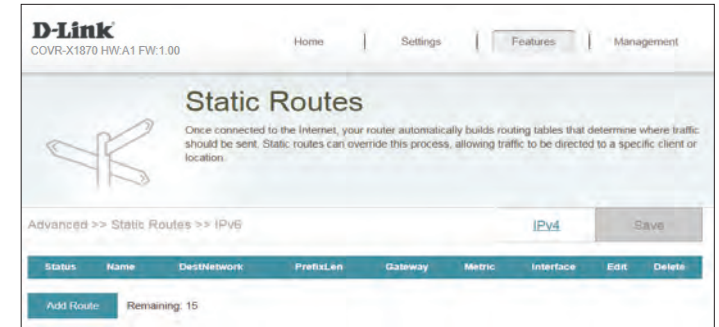 D-Link
COVR-X1870 HW:A1 FW:1.00
Home | Settings | Features | Management
Static Routes
Once connected to the Internet, your router automatically builds routing tables that determine where traffic
should be sent. Static routes can override this process, allowing traffic to be directed to a specific client or
location.
Advanced >> Static Routes >> IPv6
IPv4
Save
Status Name DestNetwork PrefixLen Gateway Metric Interface Edit Delete
Add Route Remaining: 15